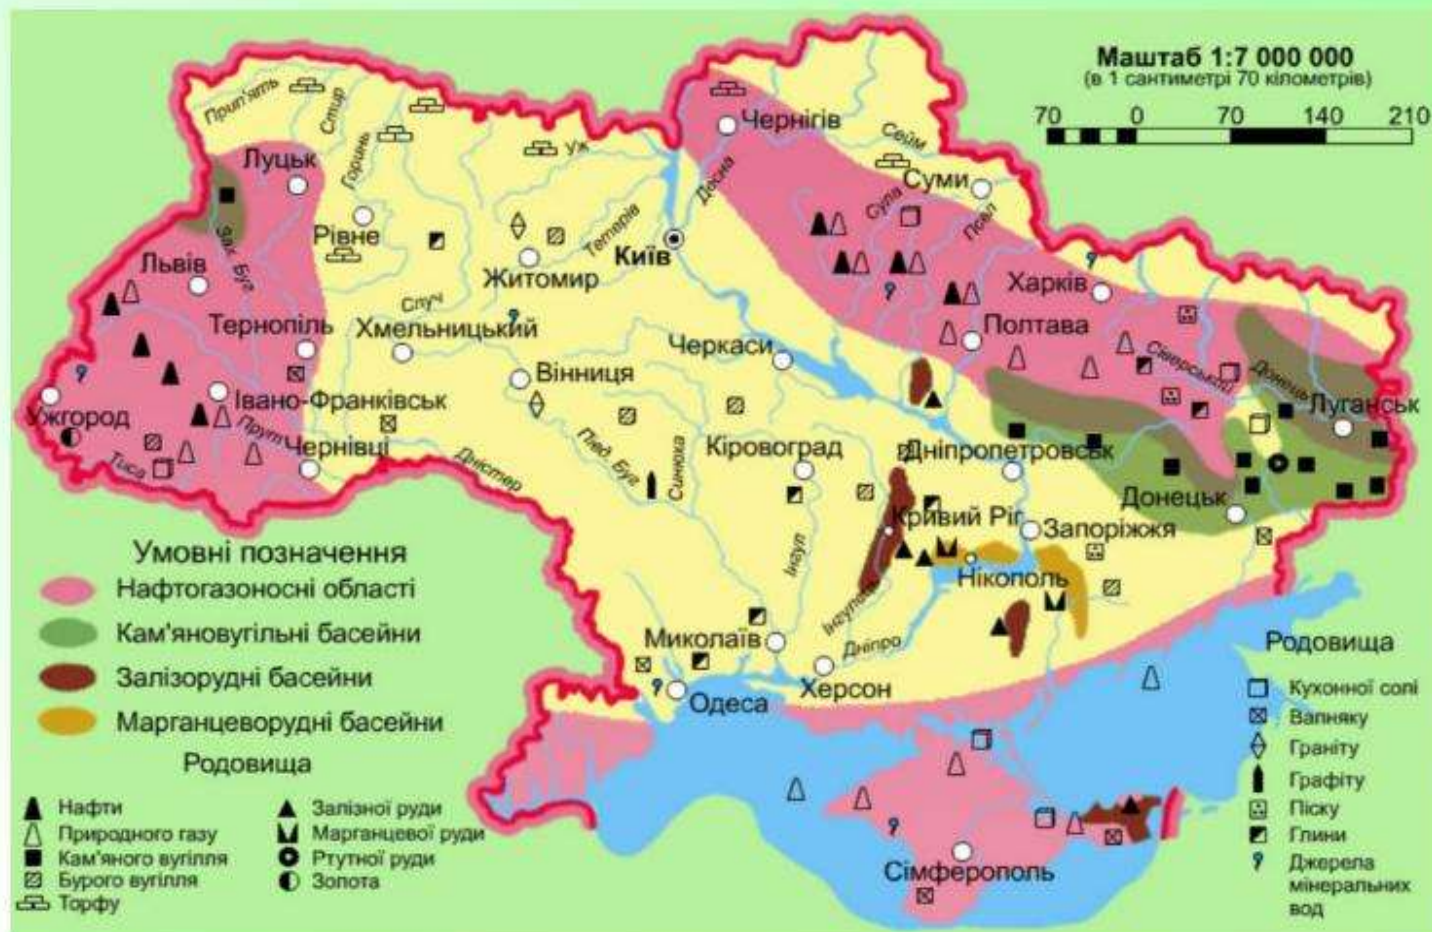 Маштаб 1:7 000 000
(в 1 сантиметрі 70 кілометрів)
70 0 70 140 210
Прип'ять
Стир
Горинь
Уж
Чернігів
Сейм
Десна
Луцьк
Суми
Сула
Псел
Рівне
Тетерів
Київ
Зах. Буг
Львів
Житомир
Харків
Случ
Тернопіль
Хмельницький
Полтава
Черкаси
Сіверський
Донець
Вінниця
Ужгород
Івано-Франківськ
Луганськ
Прут
Чернівці
Тиса
Дністер
Півд. Буг
Синюха
Кіровоград
Дніпропетровськ
Донецьк
Кривий Ріг
Запоріжжя
Інгул
Нікополь
Інгулець
Миколаїв
Дніпро
Херсон
Одеса
Сімферополь
Умовні позначення
Нафтогазоносні області
Кам'яновугільні басейни
Залізорудні басейни
Марганцеворудні басейни
Родовища
Нафти
Природного газу
Кам'яного вугілля
Бурого вугілля
Торфу
Залізної руди
Марганцевої руди
Ртутної руди
Золота
Родовища
Кухонної солі
Вапняку
Граніту
Графіту
Піску
Глини
Джерела
мінеральних
вод